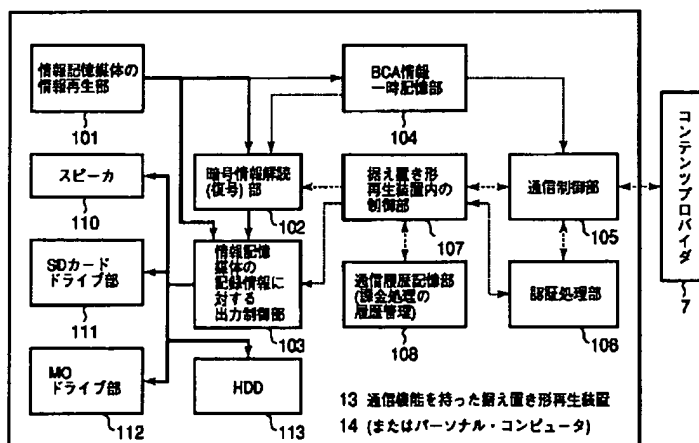 情報記憶媒体の
情報再生部
101
BCA情報
一時記憶部
104
コンテンツプロバイダ
7
スピーカ
110
暗号情報解読
(復号)部
102
据え置き形
再生装置内の
制御部
107
通信制御部
105
SDカード
ドライブ部
111
情報記憶
媒体の
記録情報に
対する
出力制御部
103
通信履歴記憶部
(課金処理の
履歴管理)
108
認証処理部
106
MO
ドライブ部
112
HDD
113
13 通信機能を持った据え置き形再生装置
14 (またはパーソナル・コンピュータ)